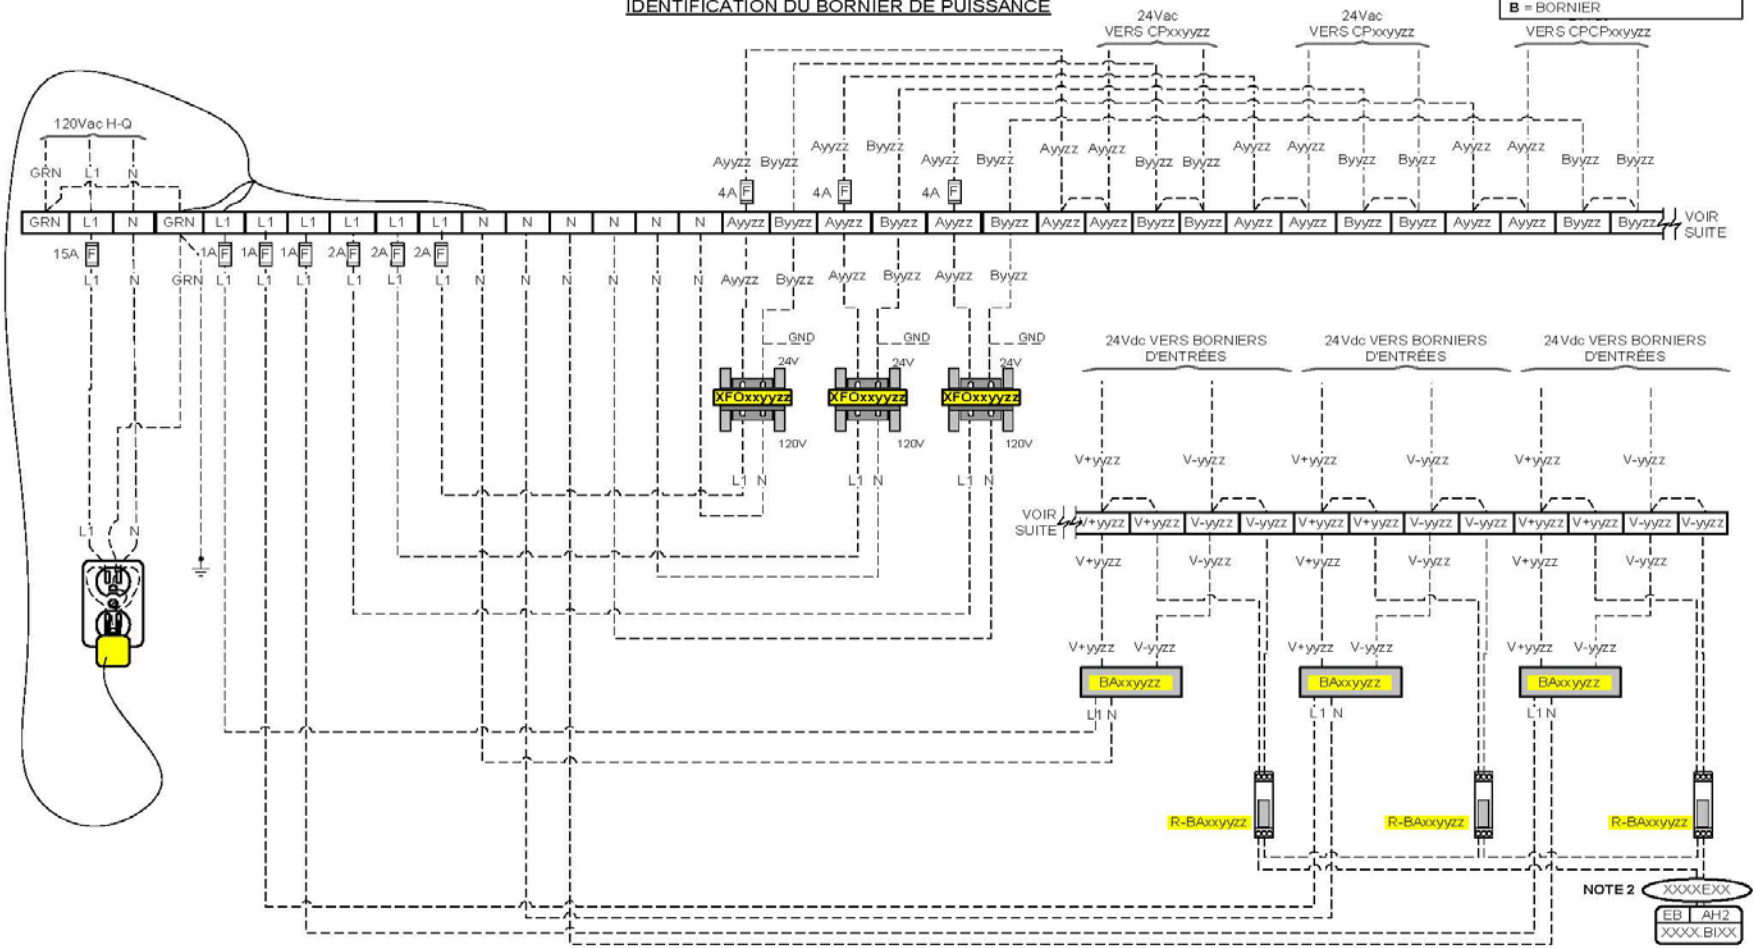 IDENTIFICATION DU BORNIER DE PUISSANCE
B = BORNIER
24Vac
VERS CPxxyyzz
24Vac
VERS CPxxyyzz
VERS CPCPxxyyzz
120Vac H-Q
GRN L1 N
Ayyzz Byyzz Ayyzz Byyzz Ayyzz Byyzz Ayyzz Ayyzz Byyzz Byyzz Ayyzz Ayyzz Byyzz Byyzz Ayyzz Ayyzz Byyzz Byyzz
4A F 4A F 4A F
GRN L1 N GRN L1 L1 L1 L1 L1 L1 N N N N N N Ayyzz Byyzz Ayyzz Byyzz Ayyzz Byyzz Ayyzz Ayyzz Byyzz Byyzz Ayyzz Ayyzz Byyzz Byyzz Ayyzz Ayyzz Byyzz Byyzz
VOIR
SUITE
15A F 1A F 1A F 1A F 2A F 2A F 2A F
L1 N GRN L1 L1 L1 L1 L1 L1 N N N N N N Ayyzz Byyzz Ayyzz Byyzz Ayyzz Byyzz
GND GND GND
24V 24V 24V
XFOxxyyzz XFOxxyyzz XFOxxyyzz
120V 120V 120V
L1 N L1 N L1 N
24Vdc VERS BORNIERS
D'ENTRÉES
24Vdc VERS BORNIERS
D'ENTRÉES
24Vdc VERS BORNIERS
D'ENTRÉES
V+yyzz V-yyzz V+yyzz V-yyzz V+yyzz V-yyzz
VOIR
SUITE
V+yyzz V+yyzz V-yyzz V-yyzz V+yyzz V+yyzz V-yyzz V-yyzz V+yyzz V+yyzz V-yyzz V-yyzz
L1 N
V+yyzz V-yyzz V+yyzz V-yyzz V+yyzz V-yyzz
V+yyzz V-yyzz V+yyzz V-yyzz V+yyzz V-yyzz
BAxxyyzz BAxxyyzz BAxxyyzz
L1 N L1 N L1 N
R-BAxxyyzz R-BAxxyyzz R-BAxxyyzz
NOTE 2 XXXXEXX
EB AH2
XXXX.BIXX